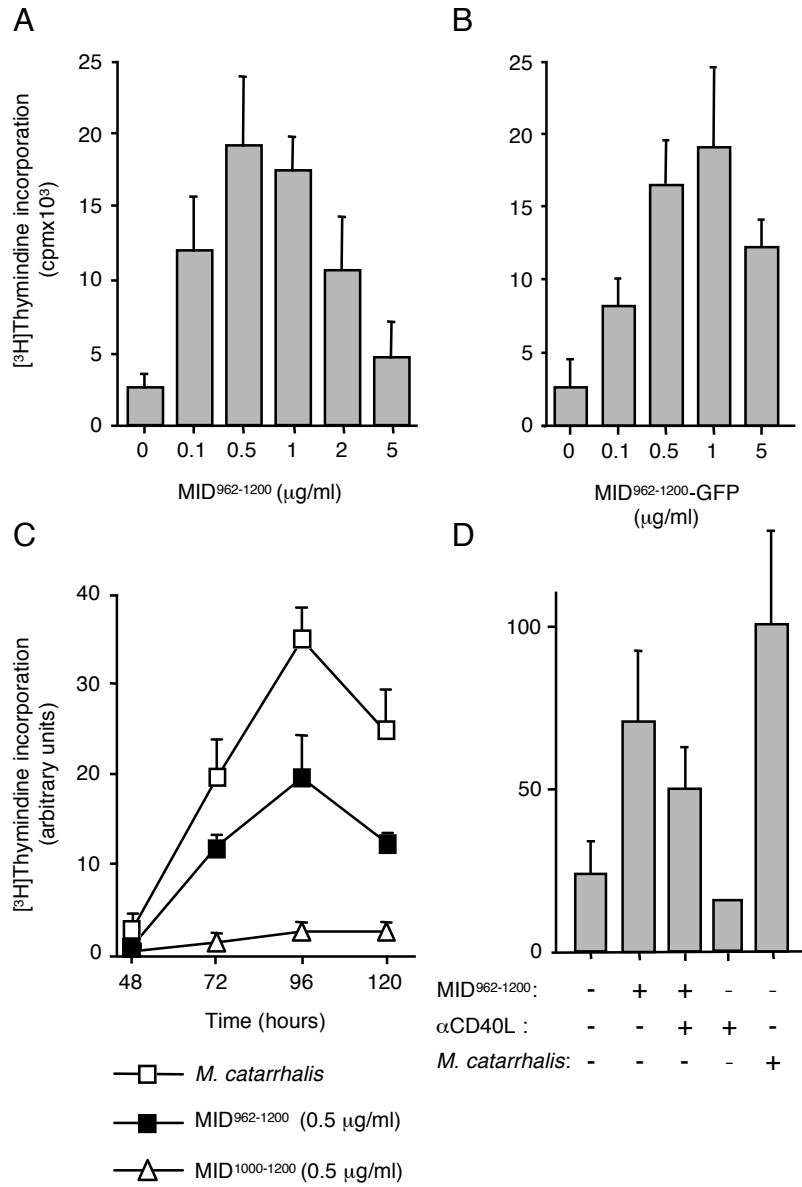 A
[³H]Thymindine incorporation
(cpmx10³)
25
20
15
10
5
0
0 0.1 0.5 1 2 5
MID⁹⁶²⁻¹²⁰⁰ (μg/ml)
B
25
20
15
10
5
0
0 0.1 0.5 1 5
MID⁹⁶²⁻¹²⁰⁰-GFP
(μg/ml)
C
[³H]Thymindine incorporation
(arbitrary units)
40
30
20
10
0
48 72 96 120
Time (hours)
M. catarrhalis
MID⁹⁶²⁻¹²⁰⁰ (0.5 μg/ml)
MID¹⁰⁰⁰⁻¹²⁰⁰ (0.5 μg/ml)
D
100
50
0
MID⁹⁶²⁻¹²⁰⁰: - + + - -
αCD40L : - - + + -
M. catarrhalis: - - - - +